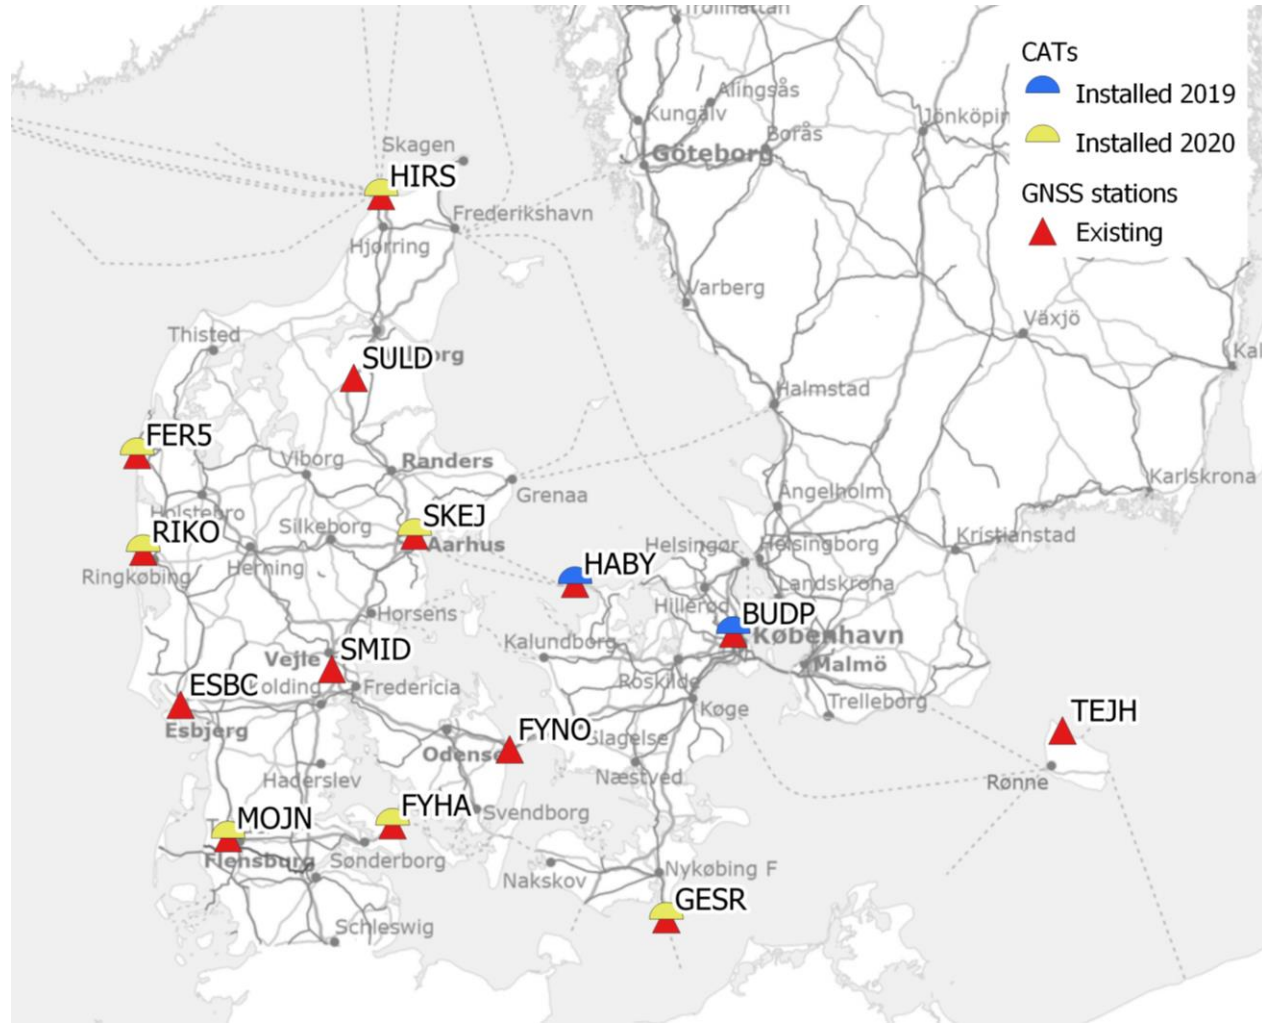 Trollhättan
CATs
Installed 2019
Installed 2020
GNSS stations
Existing
Alingsås
Kungälv
Borås
Göteborg
Skagen
HIRS
Frederikshavn
Hjørring
Varberg
Växjö
Thisted
SULD
Halmstad
FER5
Viborg
Randers
Grenaa
Karlskrona
Ängelholm
Holstebro
SKEJ
Silkeborg
RIKO
Aarhus
Kristianstad
Helsingør
Helsingborg
HABY
Ringkøbing
Herning
Landskrona
Hillerød
Horsens
BUDP
København
Kalundborg
SMID
Vejle
Malmö
ESBC
Fredericia
Roskilde
Trelleborg
Køge
TEJH
Esbjerg
FYNO
Slagelse
Odense
Haderslev
Næstved
Rønne
FYHA
MOJN
Svendborg
Flensburg
Sønderborg
Nakskov
Nykøbing F
GESR
Schleswig